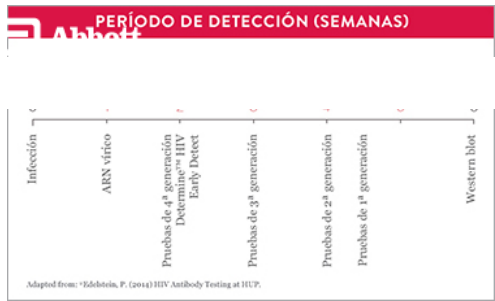 PERÍODO DE DETECCIÓN (SEMANAS)
Abbott
Infección
ARN vírico
Pruebas de 4ª generación
Determine™ HIV
Early Detect
Pruebas de 3ª generación
Pruebas de 2ª generación
Pruebas de 1ª generación
Western blot
Adapted from: ªEdelstein, P. (2014) HIV Antibody Testing at HUP.